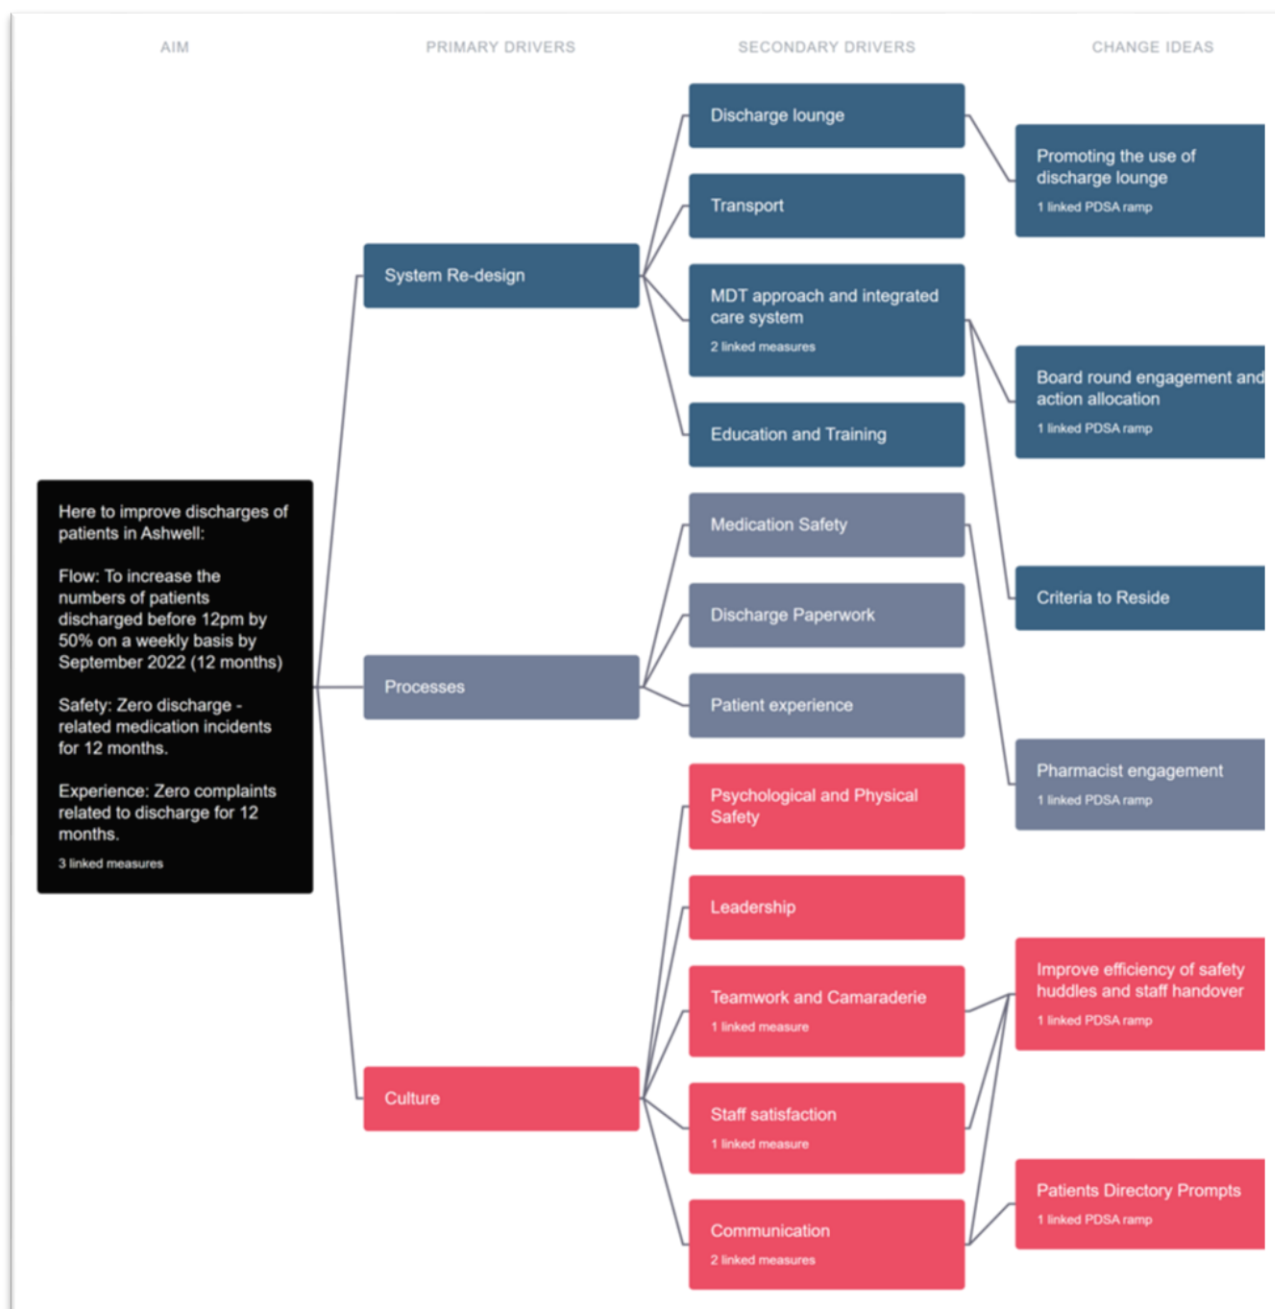 AIM
PRIMARY DRIVERS
SECONDARY DRIVERS
CHANGE IDEAS
Here to improve discharges of
patients in Ashwell:
Flow: To increase the
numbers of patients
discharged before 12pm by
50% on a weekly basis by
September 2022 (12 months)
Safety: Zero discharge -
related medication incidents
for 12 months.
Experience: Zero complaints
related to discharge for 12
months.
3 linked measures
System Re-design
Processes
Culture
Discharge lounge
Transport
MDT approach and integrated
care system
2 linked measures
Education and Training
Medication Safety
Discharge Paperwork
Patient experience
Psychological and Physical
Safety
Leadership
Teamwork and Camaraderie
1 linked measure
Staff satisfaction
1 linked measure
Communication
2 linked measures
Promoting the use of
discharge lounge
1 linked PDSA ramp
Board round engagement and
action allocation
1 linked PDSA ramp
Criteria to Reside
Pharmacist engagement
1 linked PDSA ramp
Improve efficiency of safety
huddles and staff handover
1 linked PDSA ramp
Patients Directory Prompts
1 linked PDSA ramp